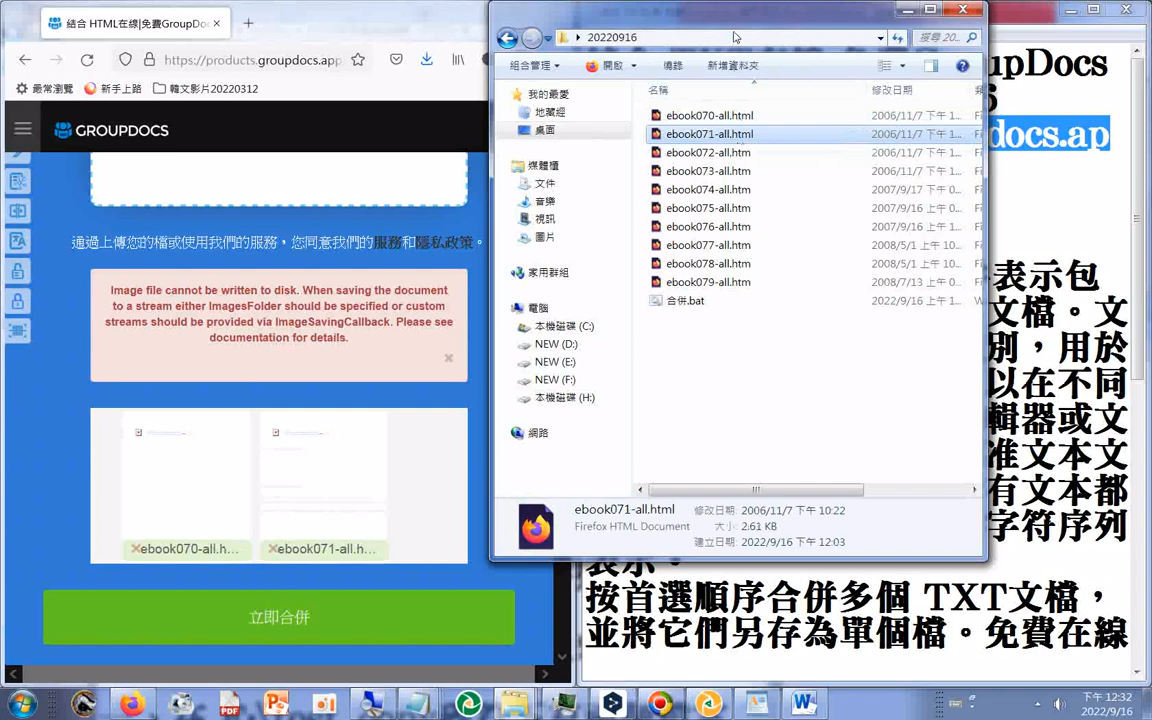 結合 HTML在線|免費GroupDoc
https://products.groupdocs.app
最常瀏覽
新手上路
韓文影片20220312
GROUPDOCS
通過上傳您的檔或使用我們的服務，您同意我們的服務和隱私政策。
Image file cannot be written to disk. When saving the document
to a stream either ImagesFolder should be specified or custom
streams should be provided via ImageSavingCallback. Please see
documentation for details.
ebook070-all.h...
ebook071-all.h...
立即合併
20220916
搜尋 20...
組合管理
開啟
燒錄
新增資料夾
我的最愛
地藏經
桌面
媒體櫃
文件
音樂
視訊
圖片
家用群組
電腦
本機磁碟 (C:)
NEW (D:)
NEW (E:)
NEW (F:)
本機磁碟 (H:)
網路
名稱
修改日期
ebook070-all.html 2006/11/7 下午 1...
ebook071-all.html 2006/11/7 下午 1...
ebook072-all.htm 2006/11/7 下午 1...
ebook073-all.htm 2006/11/7 下午 1...
ebook074-all.htm 2007/9/17 下午 0...
ebook075-all.htm 2007/9/16 上午 0...
ebook076-all.htm 2007/9/16 下午 1...
ebook077-all.htm 2008/5/1 上午 10...
ebook078-all.htm 2008/5/1 上午 10...
ebook079-all.htm 2008/7/13 上午 0...
合併.bat 2022/9/16 上午 1...
ebook071-all.html
Firefox HTML Document
修改日期: 2006/11/7 下午 10:22
大小: 2.61 KB
建立日期: 2022/9/16 下午 12:03
upDocs
6
docs.ap
表示包
文檔。文
別，用於
以在不同
輯器或文
准文本文
有文本都
字符序列
表示。
按首選順序合併多個 TXT文檔，
並將它們另存為單個檔。免費在線
下午 12:32
2022/9/16